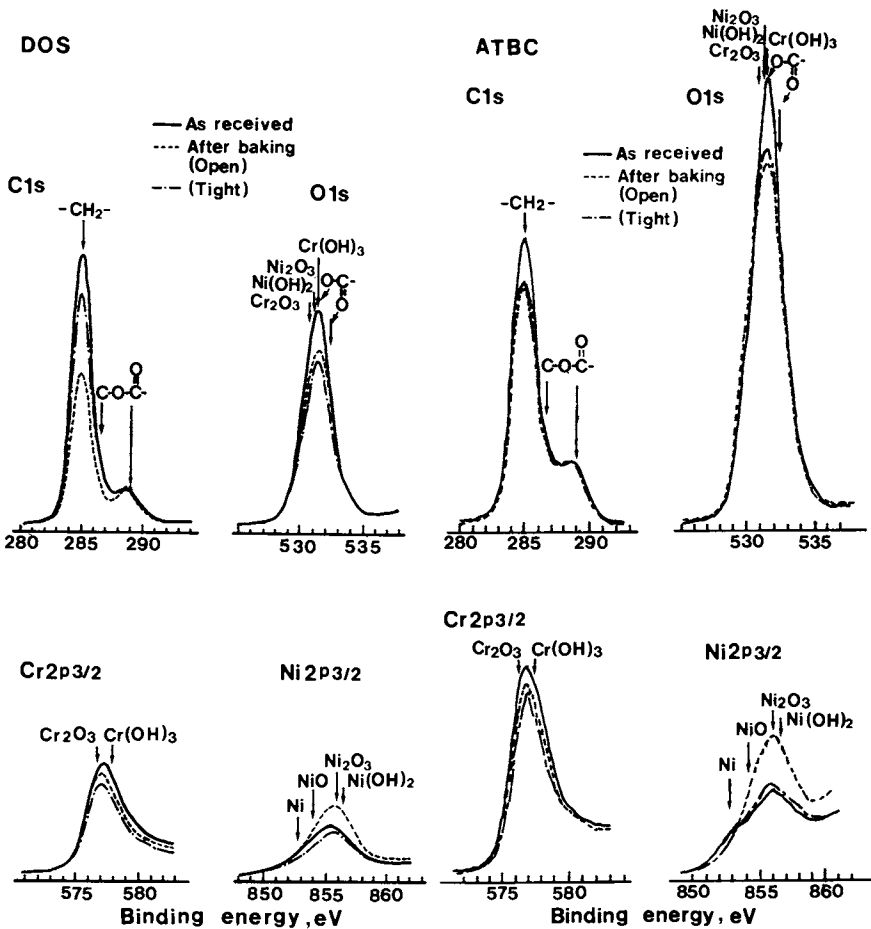 DOS
C1s
As received
After baking
(Open)
(Tight)
-CH2-
C-O-C-
O
280 285 290
O1s
Cr(OH)3
Ni2O3
Ni(OH)2
Cr2O3
O-C-
O
530 535
ATBC
C1s
-CH2-
O
C-O-C-
280 285 290
O1s
As received
After baking
(Open)
(Tight)
Ni2O3
Ni(OH)2 Cr(OH)3
Cr2O3
O-C-
O
530 535
Cr2p3/2
Cr2O3 Cr(OH)3
575 580
Ni2p3/2
Ni2O3
NiO Ni(OH)2
Ni
850 855 860
Binding energy, eV
Cr2p3/2
Cr2O3 Cr(OH)3
575 580
Ni2p3/2
Ni2O3
NiO Ni(OH)2
Ni
850 855 860
Binding energy, eV